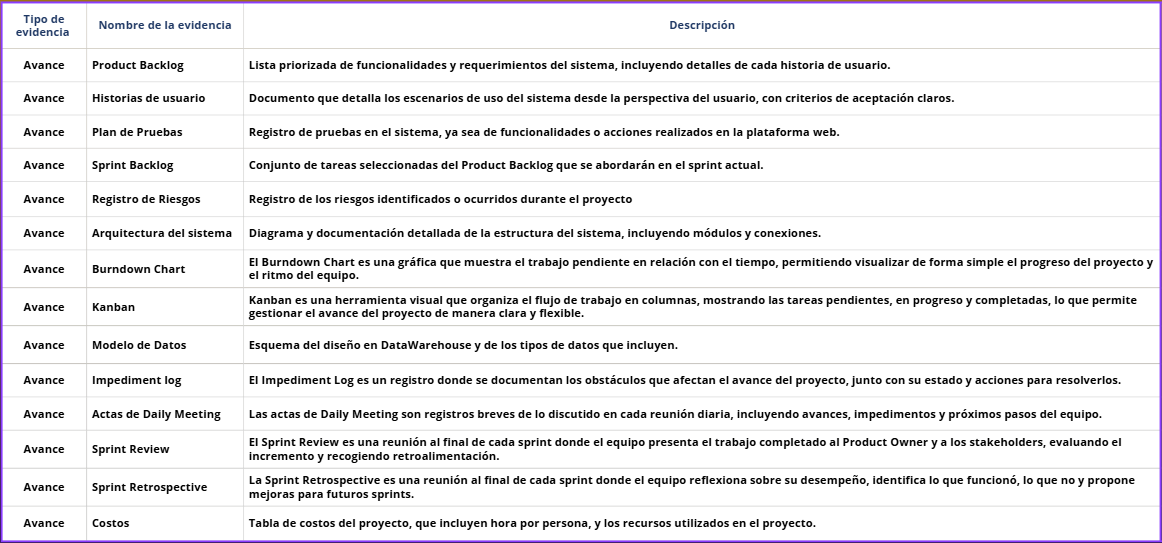 Tipo de
evidencia
Nombre de la evidencia
Descripción
Avance
Product Backlog
Lista priorizada de funcionalidades y requerimientos del sistema, incluyendo detalles de cada historia de usuario.
Avance
Historias de usuario
Documento que detalla los escenarios de uso del sistema desde la perspectiva del usuario, con criterios de aceptación claros.
Avance
Plan de Pruebas
Registro de pruebas en el sistema, ya sea de funcionalidades o acciones realizados en la plataforma web.
Avance
Sprint Backlog
Conjunto de tareas seleccionadas del Product Backlog que se abordarán en el sprint actual.
Avance
Registro de Riesgos
Registro de los riesgos identificados o ocurridos durante el proyecto
Avance
Arquitectura del sistema
Diagrama y documentación detallada de la estructura del sistema, incluyendo módulos y conexiones.
Avance
Burndown Chart
El Burndown Chart es una gráfica que muestra el trabajo pendiente en relación con el tiempo, permitiendo visualizar de forma simple el progreso del proyecto y
el ritmo del equipo.
Avance
Kanban
Kanban es una herramienta visual que organiza el flujo de trabajo en columnas, mostrando las tareas pendientes, en progreso y completadas, lo que permite
gestionar el avance del proyecto de manera clara y flexible.
Avance
Modelo de Datos
Esquema del diseño en DataWarehouse y de los tipos de datos que incluyen.
Avance
Impediment log
El Impediment Log es un registro donde se documentan los obstáculos que afectan el avance del proyecto, junto con su estado y acciones para resolverlos.
Avance
Actas de Daily Meeting
Las actas de Daily Meeting son registros breves de lo discutido en cada reunión diaria, incluyendo avances, impedimentos y próximos pasos del equipo.
Avance
Sprint Review
El Sprint Review es una reunión al final de cada sprint donde el equipo presenta el trabajo completado al Product Owner y a los stakeholders, evaluando el
incremento y recogiendo retroalimentación.
Avance
Sprint Retrospective
La Sprint Retrospective es una reunión al final de cada sprint donde el equipo reflexiona sobre su desempeño, identifica lo que funcionó, lo que no y propone
mejoras para futuros sprints.
Avance
Costos
Tabla de costos del proyecto, que incluyen hora por persona, y los recursos utilizados en el proyecto.